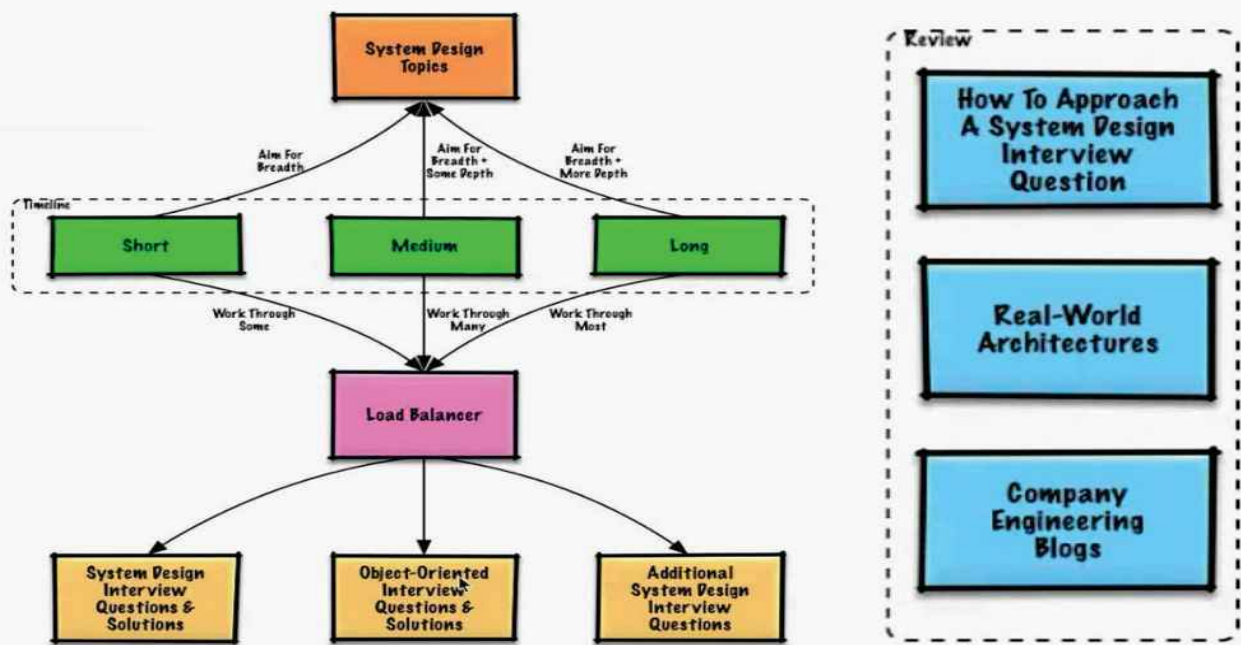 System Design
Topics
Aim For
Breadth
Aim For
Breadth +
Some Depth
Aim For
Breadth +
More Depth
Timeline
Short
Medium
Long
Work Through
Some
Work Through
Many
Work Through
Most
Load Balancer
System Design
Interview
Questions &
Solutions
Object-Oriented
Interview
Questions &
Solutions
Additional
System Design
Interview
Questions
Review
How To Approach
A System Design
Interview
Question
Real-World
Architectures
Company
Engineering
Blogs